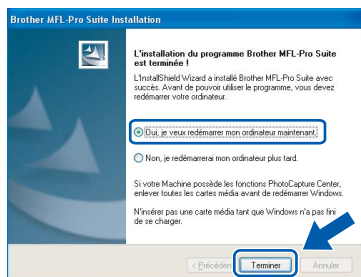 Brother MFL-Pro Suite Installation
L'installation du programme Brother MFL-Pro Suite
est terminée !
L'InstallShield Wizard a installé Brother MFL-Pro Suite avec
succès. Avant de pouvoir utiliser le programme, vous devez
redémarrer votre ordinateur.
Oui, je veux redémarrer mon ordinateur maintenant.
Non, je redémarrerai mon ordinateur plus tard.
Si votre Machine possède les fonctions PhotoCapture Center,
enlever toutes les cartes média avant de redémarrer Windows.
N'insérer pas une carte média tant que Windows n'a pas fini
de se charger.
< Précéden
Terminer
Annuler